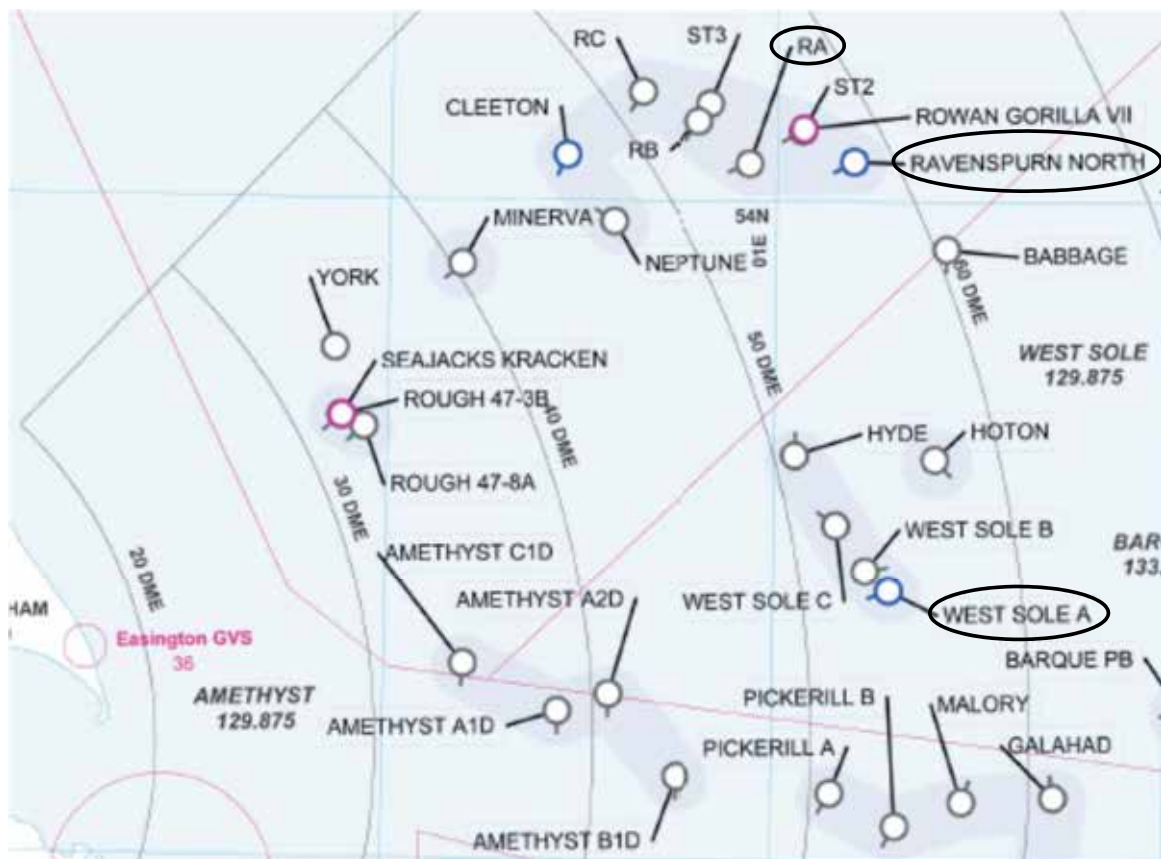 RC
ST3
RA
ST2
CLEETON
ROWAN GORILLA VII
RB
RAVENSPURN NORTH
54N
01E
MINERVA
NEPTUNE
BABBAGE
YORK
60 DME
50 DME
WEST SOLE
129.875
SEAJACKS KRACKEN
ROUGH 47-3B
40 DME
HYDE
HOTON
ROUGH 47-8A
30 DME
AMETHYST C1D
WEST SOLE B
BAR
133.
20 DME
AMETHYST A2D
WEST SOLE C
WEST SOLE A
HAM
Easington GVS
36
BARQUE PB
AMETHYST
129.875
PICKERILL B
MALORY
AMETHYST A1D
PICKERILL A
GALAHAD
AMETHYST B1D